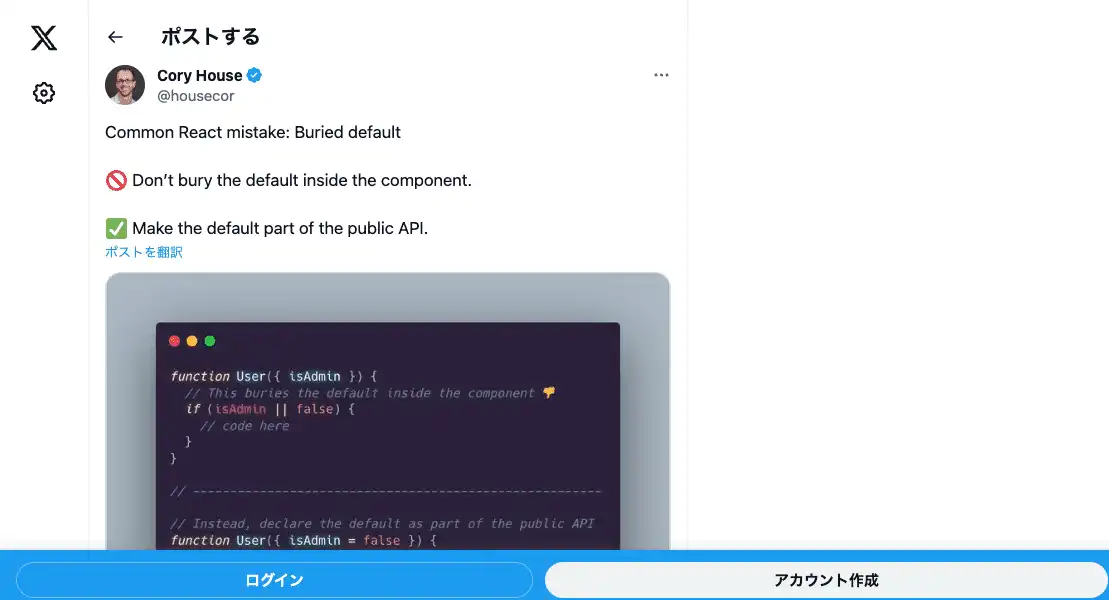 ポストする
Cory House
@housecor
Common React mistake: Buried default
🚫 Don’t bury the default inside the component.
✅ Make the default part of the public API.
ポストを翻訳
function User({ isAdmin }) {
// This buries the default inside the component 👎
if (isAdmin || false) {
// code here
}
}
// -------------------------------------------------------
// Instead, declare the default as part of the public API
function User({ isAdmin = false }) {
ログイン
アカウント作成